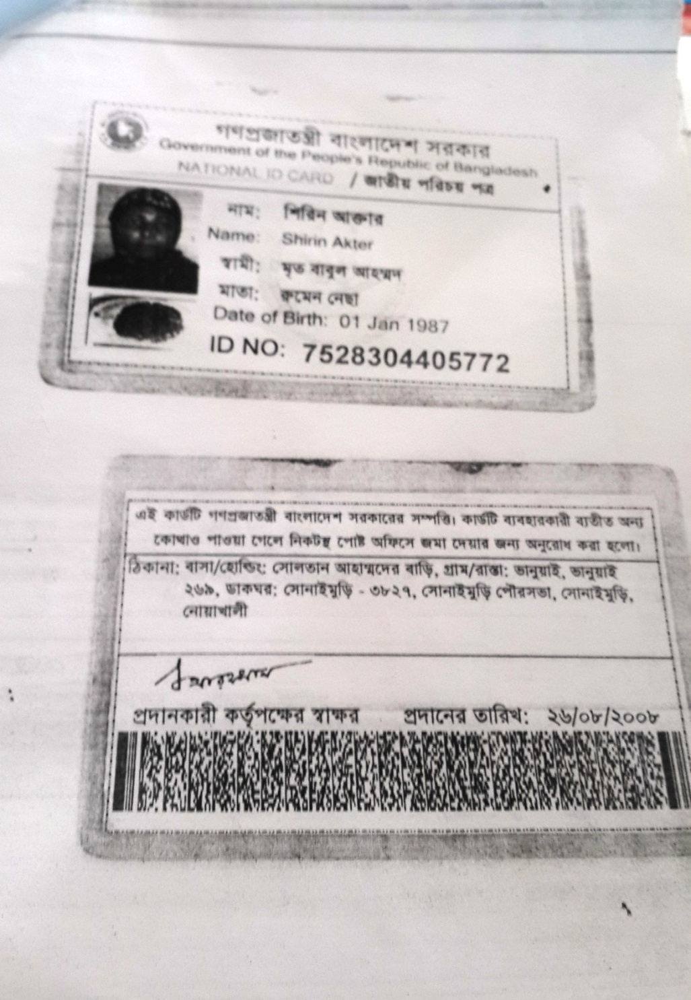 গণপ্রজাতন্ত্রী বাংলাদেশ সরকার
Government of the People's Republic of Bangladesh
NATIONAL ID CARD / জাতীয় পরিচয় পত্র
নাম: শিরিন আক্তার
Name: Shirin Akter
স্বামী: মৃত বাবুল আহম্মদ
মাতা: রুমেন নেছা
Date of Birth: 01 Jan 1987
ID NO: 7528304405772
এই কার্ডটি গণপ্রজাতন্ত্রী বাংলাদেশ সরকারের সম্পত্তি। কার্ডটি ব্যবহারকারী ব্যতীত অন্য
কোথাও পাওয়া গেলে নিকটস্থ পোষ্ট অফিসে জমা দেয়ার জন্য অনুরোধ করা হলো।
ঠিকানা: বাসা/হোল্ডিং: সোলতান আহাম্মদের বাড়ি, গ্রাম/রাস্তা: ভানুয়াই, ভানুয়াই
২৬৯, ডাকঘর: সোনাইমুড়ি - ৩৮২৭, সোনাইমুড়ি পৌরসভা, সোনাইমুড়ি,
নোয়াখালী
প্রদানকারী কর্তৃপক্ষের স্বাক্ষর প্রদানের তারিখ: ২৬/০৮/২০০৮